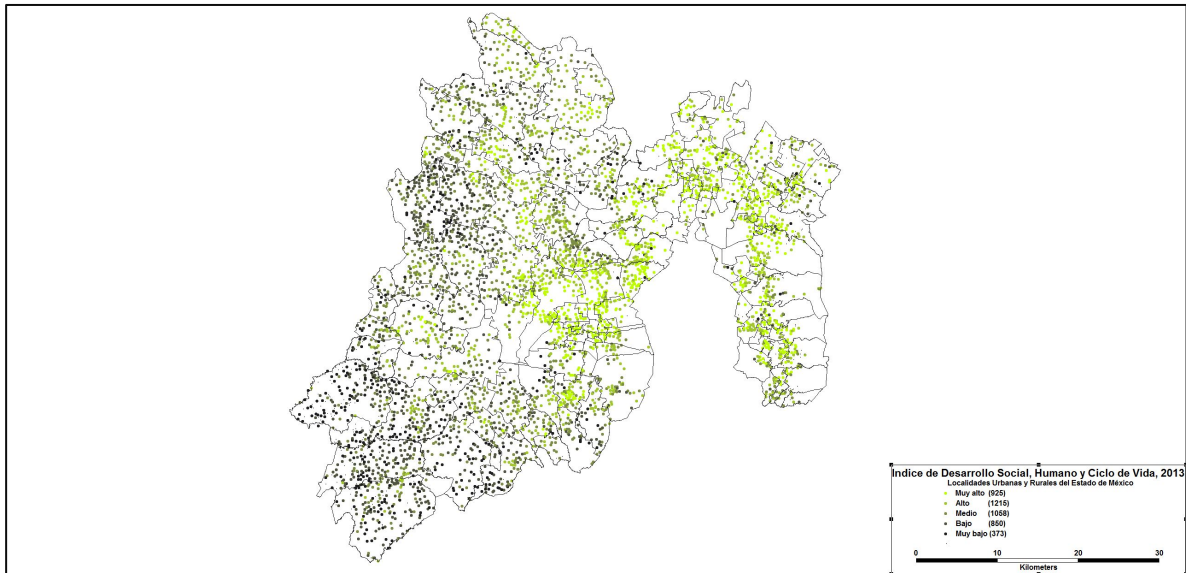 Indice de Desarrollo Social, Humano y Ciclo de Vida, 2013
Localidades Urbanas y Rurales del Estado de México
Muy alto (925)
Alto (1215)
Medio (1058)
Bajo (850)
Muy bajo (373)
0 10 20 30
Kilometers